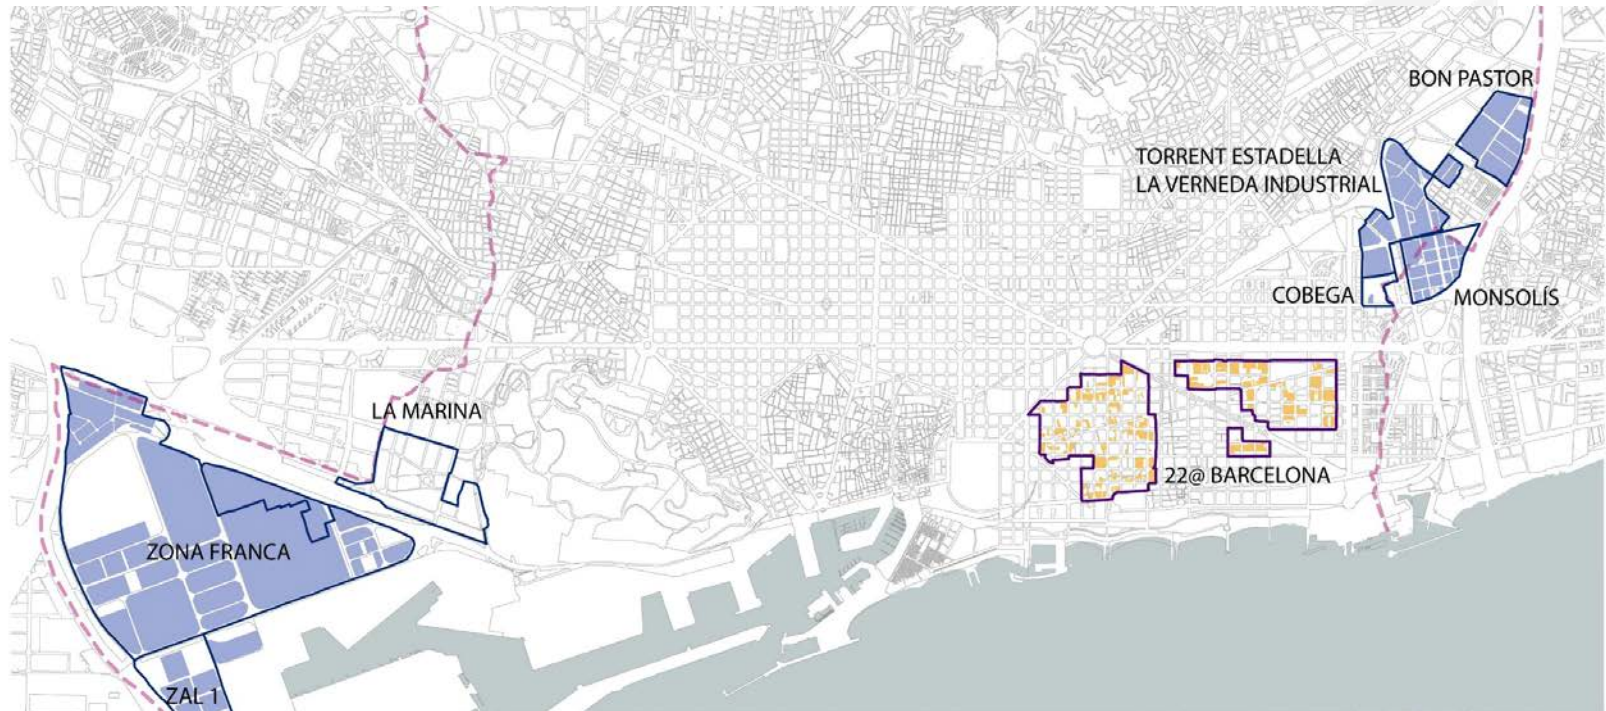 BON PASTOR
TORRENT ESTADELLA
LA VERNEDA INDUSTRIAL
COBEGA
MONSOLÍS
LA MARINA
22@ BARCELONA
ZONA FRANCA
ZAL 1